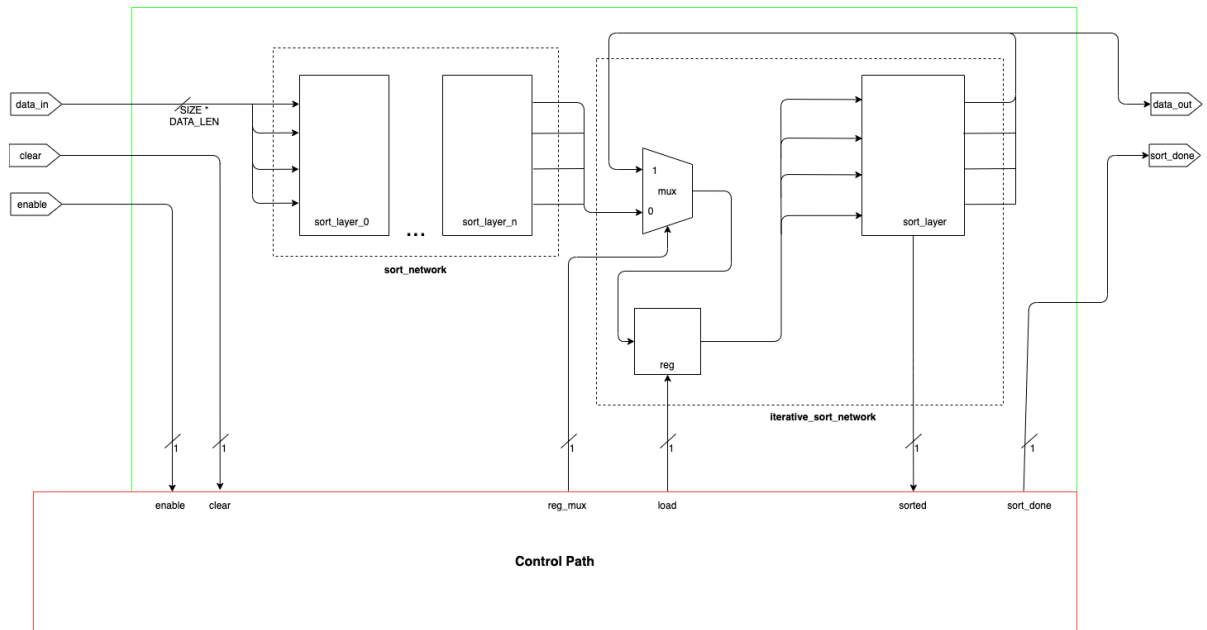 data_in
SIZE *
DATA_LEN
clear
enable
sort_layer_0
...
sort_layer_n
sort_network
1
mux
0
reg
sort_layer
iterative_sort_network
data_out
sort_done
1
1
1
1
1
1
enable
clear
reg_mux
load
sorted
sort_done
Control Path